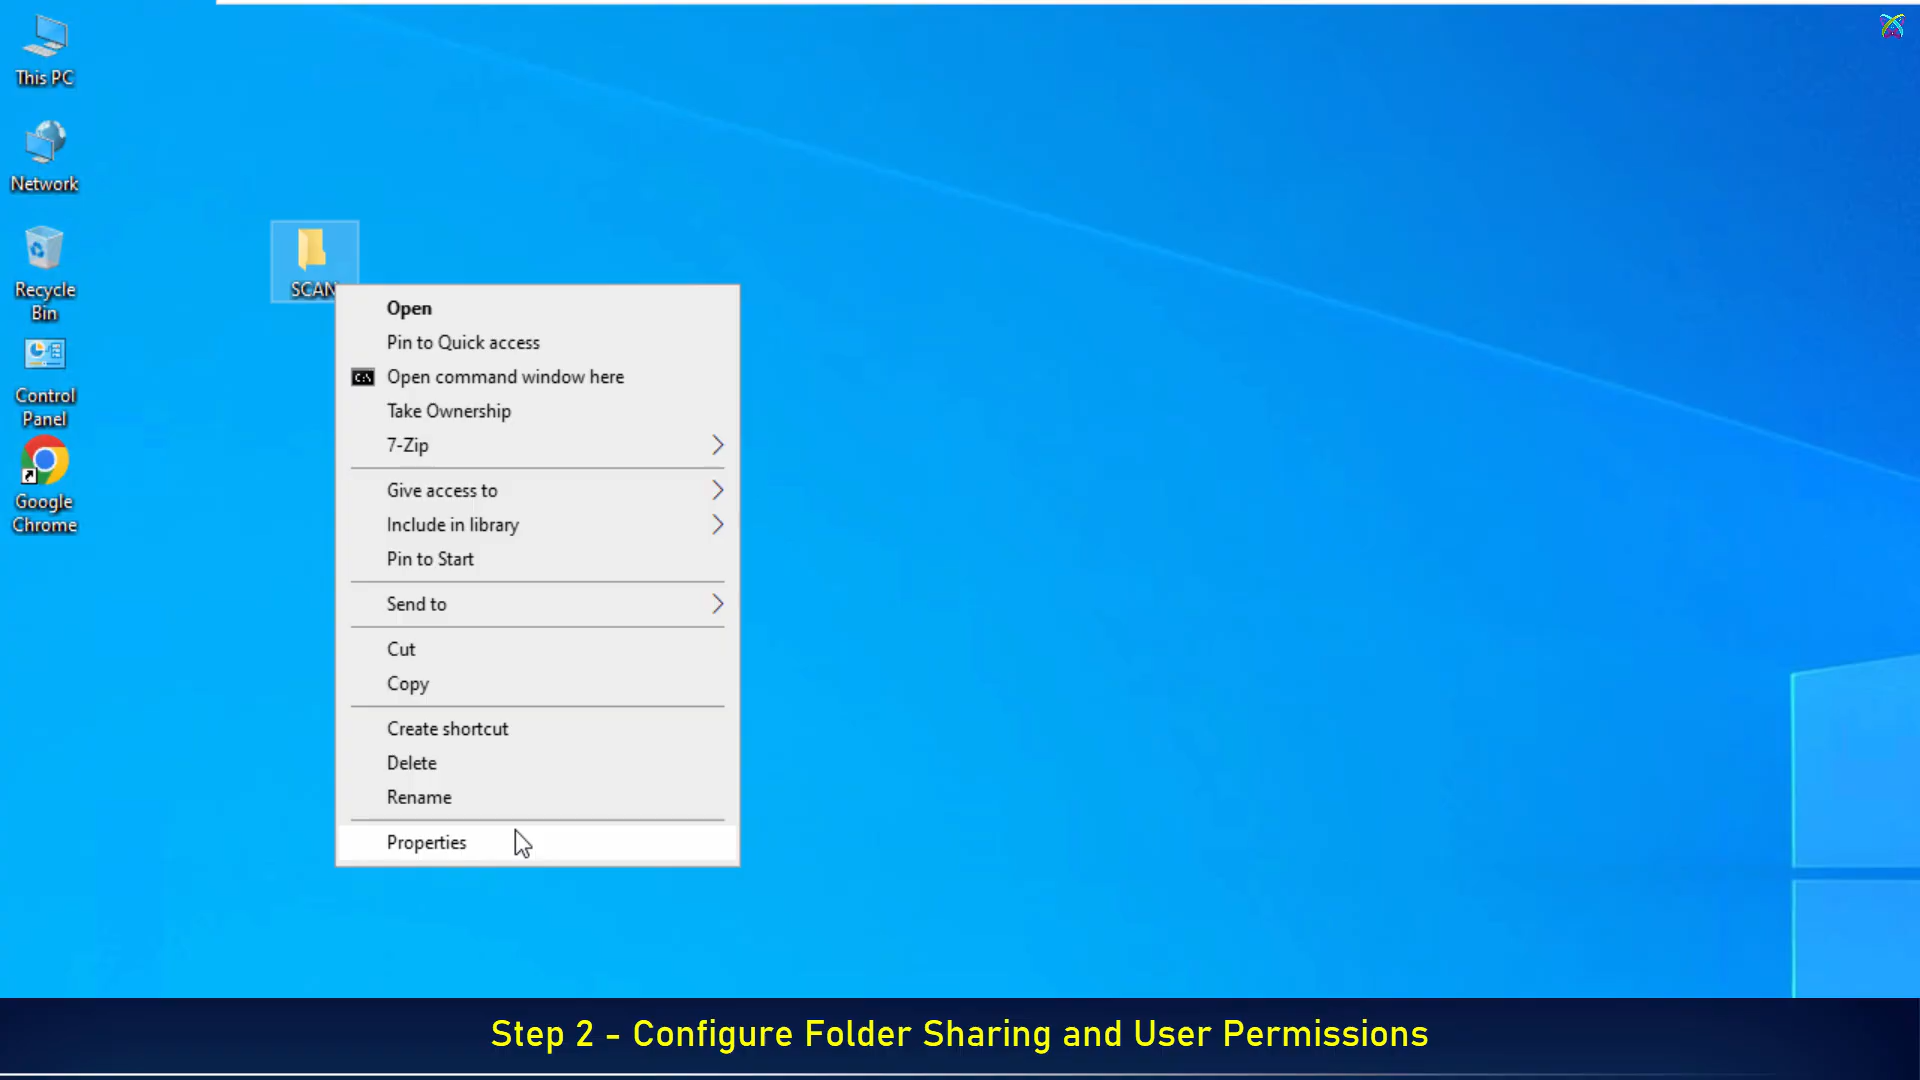 This PC
Network
Recycle
Bin
Control
Panel
Google
Chrome
SCAN
Open
Pin to Quick access
C:\
Open command window here
Take Ownership
7-Zip
Give access to
Include in library
Pin to Start
Send to
Cut
Copy
Create shortcut
Delete
Rename
Properties
Step 2 - Configure Folder Sharing and User Permissions